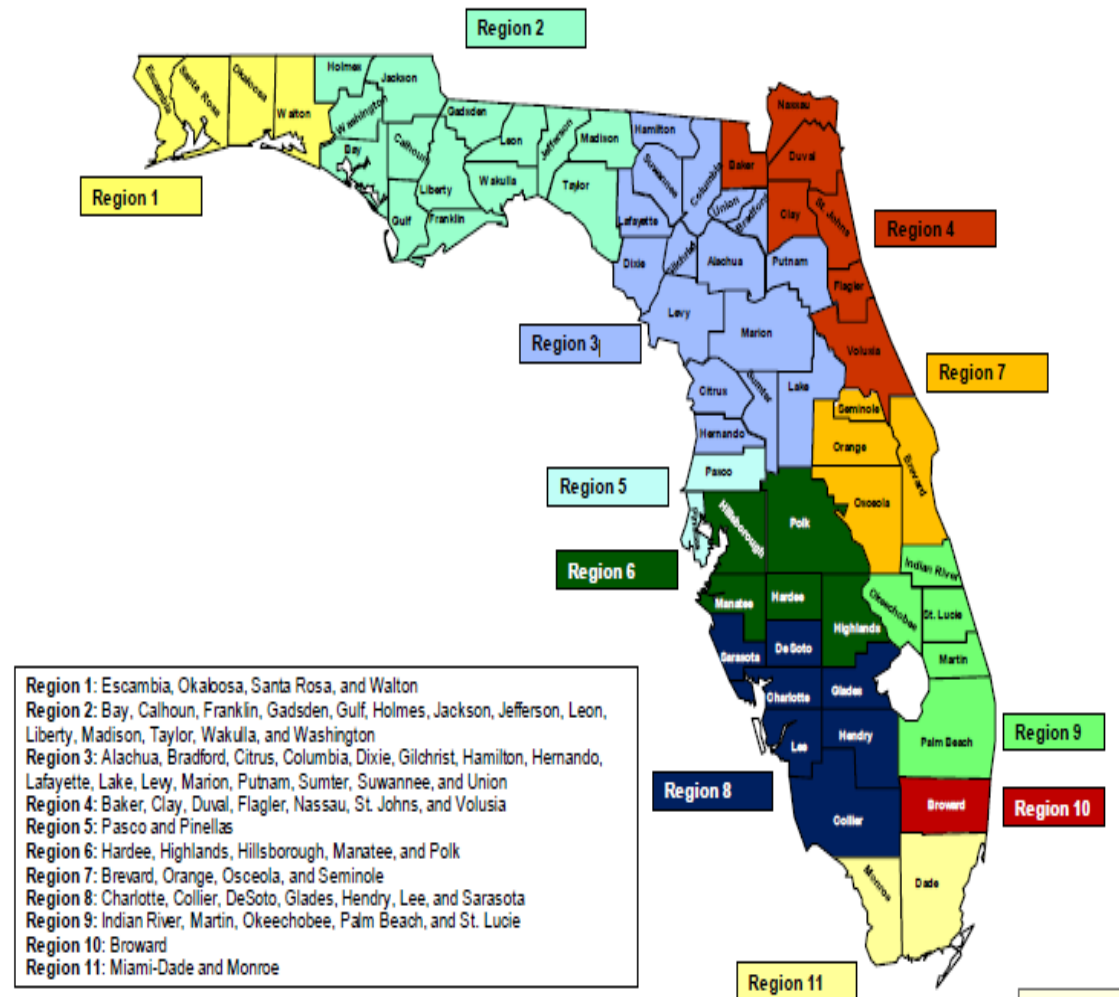 Region 2
Holmes
Jackson
Escambia
Santa Rosa
Okaloosa
Walton
Washington
Gadsden
Nassau
Bay
Calhoun
Leon
Jefferson
Madison
Hamilton
Baker
Duval
Liberty
Wakulla
Taylor
Suwannee
Columbia
Region 1
Gulf
Franklin
Lafayette
Union
Bradford
Clay
St. Johns
Region 4
Dixie
Gilchrist
Alachua
Putnam
Flagler
Levy
Marion
Region 3
Voluxia
Region 7
Citrux
Sumter
Lake
Seminole
Hernando
Orange
Brevard
Region 5
Paxco
Oxceola
Pinellas
Hillsborough
Polk
Region 6
Indian River
Manatee
Hardee
Okeechobee
St. Lucie
Highlands
Sarasota
DeSoto
Martin
Charlotte
Glades
Region 9
Lee
Hendry
Palm Beach
Region 8
Broward
Region 10
Collier
Monroe
Dade
Region 11
Region 1: Escambia, Okaloosa, Santa Rosa, and Walton
Region 2: Bay, Calhoun, Franklin, Gadsden, Gulf, Holmes, Jackson, Jefferson, Leon,
Liberty, Madison, Taylor, Wakulla, and Washington
Region 3: Alachua, Bradford, Citrus, Columbia, Dixie, Gilchrist, Hamilton, Hernando,
Lafayette, Lake, Levy, Marion, Putnam, Sumter, Suwannee, and Union
Region 4: Baker, Clay, Duval, Flagler, Nassau, St. Johns, and Volusia
Region 5: Pasco and Pinellas
Region 6: Hardee, Highlands, Hillsborough, Manatee, and Polk
Region 7: Brevard, Orange, Osceola, and Seminole
Region 8: Charlotte, Collier, DeSoto, Glades, Hendry, Lee, and Sarasota
Region 9: Indian River, Martin, Okeechobee, Palm Beach, and St. Lucie
Region 10: Broward
Region 11: Miami-Dade and Monroe